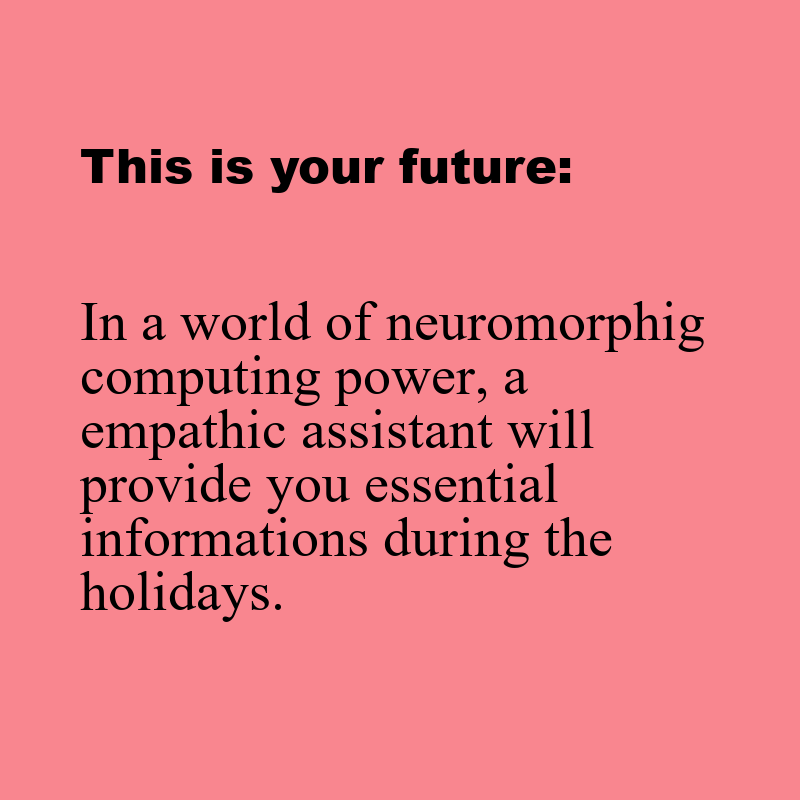 This is your future:
In a world of neuromorphig
computing power, a
empathic assistant will
provide you essential
informations during the
holidays.